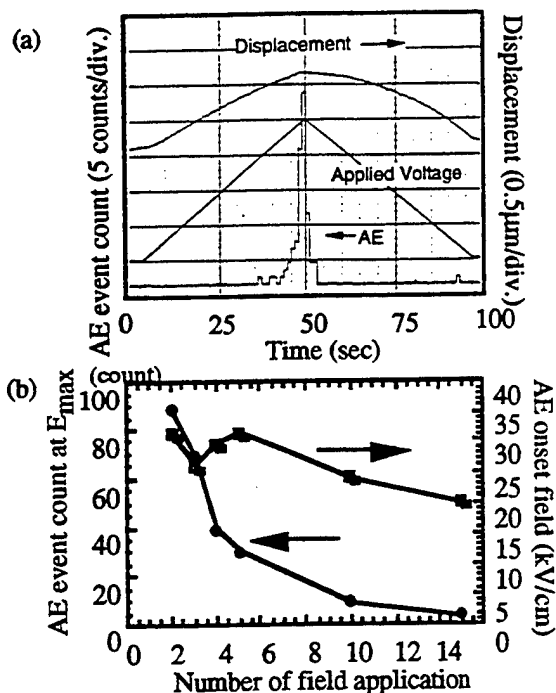 (a)
AE event count (5 counts/div.)
Displacement
Applied Voltage
AE
Displacement (0.5μm/div.)
0 25 50 75 100
Time (sec)
(b)
(count)
AE event count at Emax
100
80
60
40
20
0
40
35
30
25
20
15
10
5
0
AE onset field (kV/cm)
0 2 4 6 8 10 12 14
Number of field application